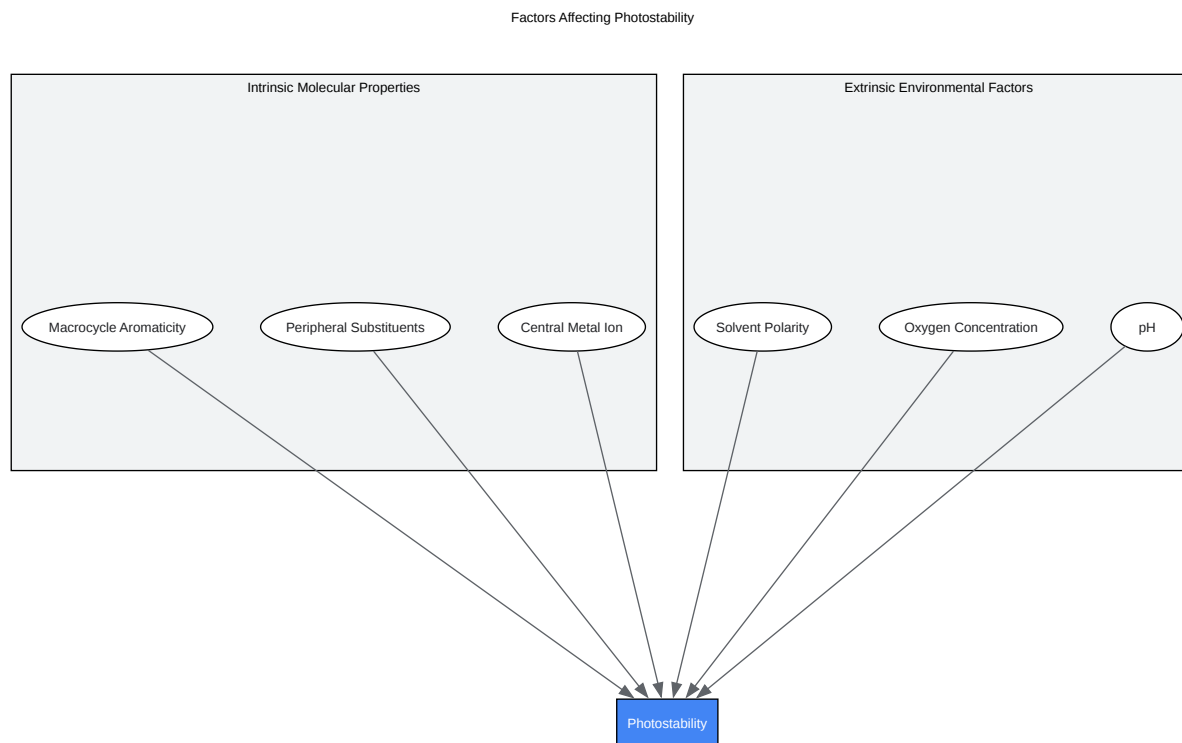 Factors Affecting Photostability
Intrinsic Molecular Properties
Extrinsic Environmental Factors
Macrocycle Aromaticity
Peripheral Substituents
Central Metal Ion
Solvent Polarity
Oxygen Concentration
pH
Photostability